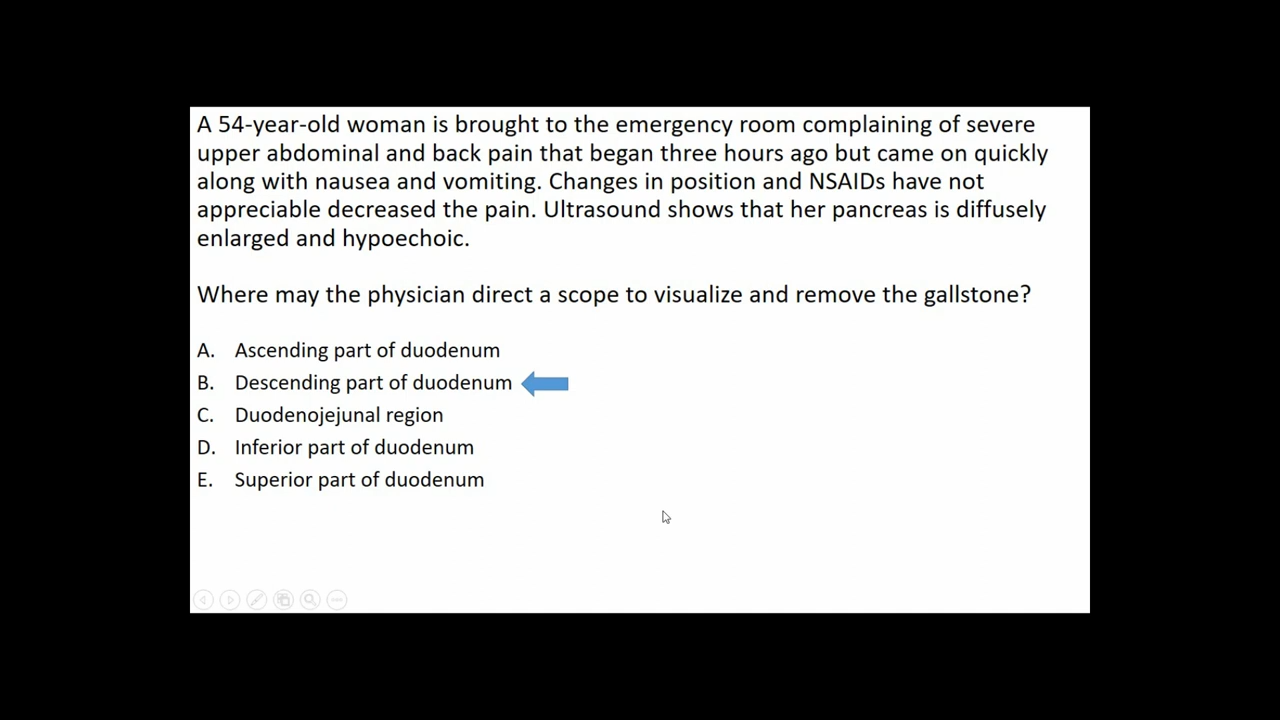 A 54-year-old woman is brought to the emergency room complaining of severe
upper abdominal and back pain that began three hours ago but came on quickly
along with nausea and vomiting. Changes in position and NSAIDs have not
appreciable decreased the pain. Ultrasound shows that her pancreas is diffusely
enlarged and hypoechoic.
Where may the physician direct a scope to visualize and remove the gallstone?
A. Ascending part of duodenum
B. Descending part of duodenum
C. Duodenojejunal region
D. Inferior part of duodenum
E. Superior part of duodenum